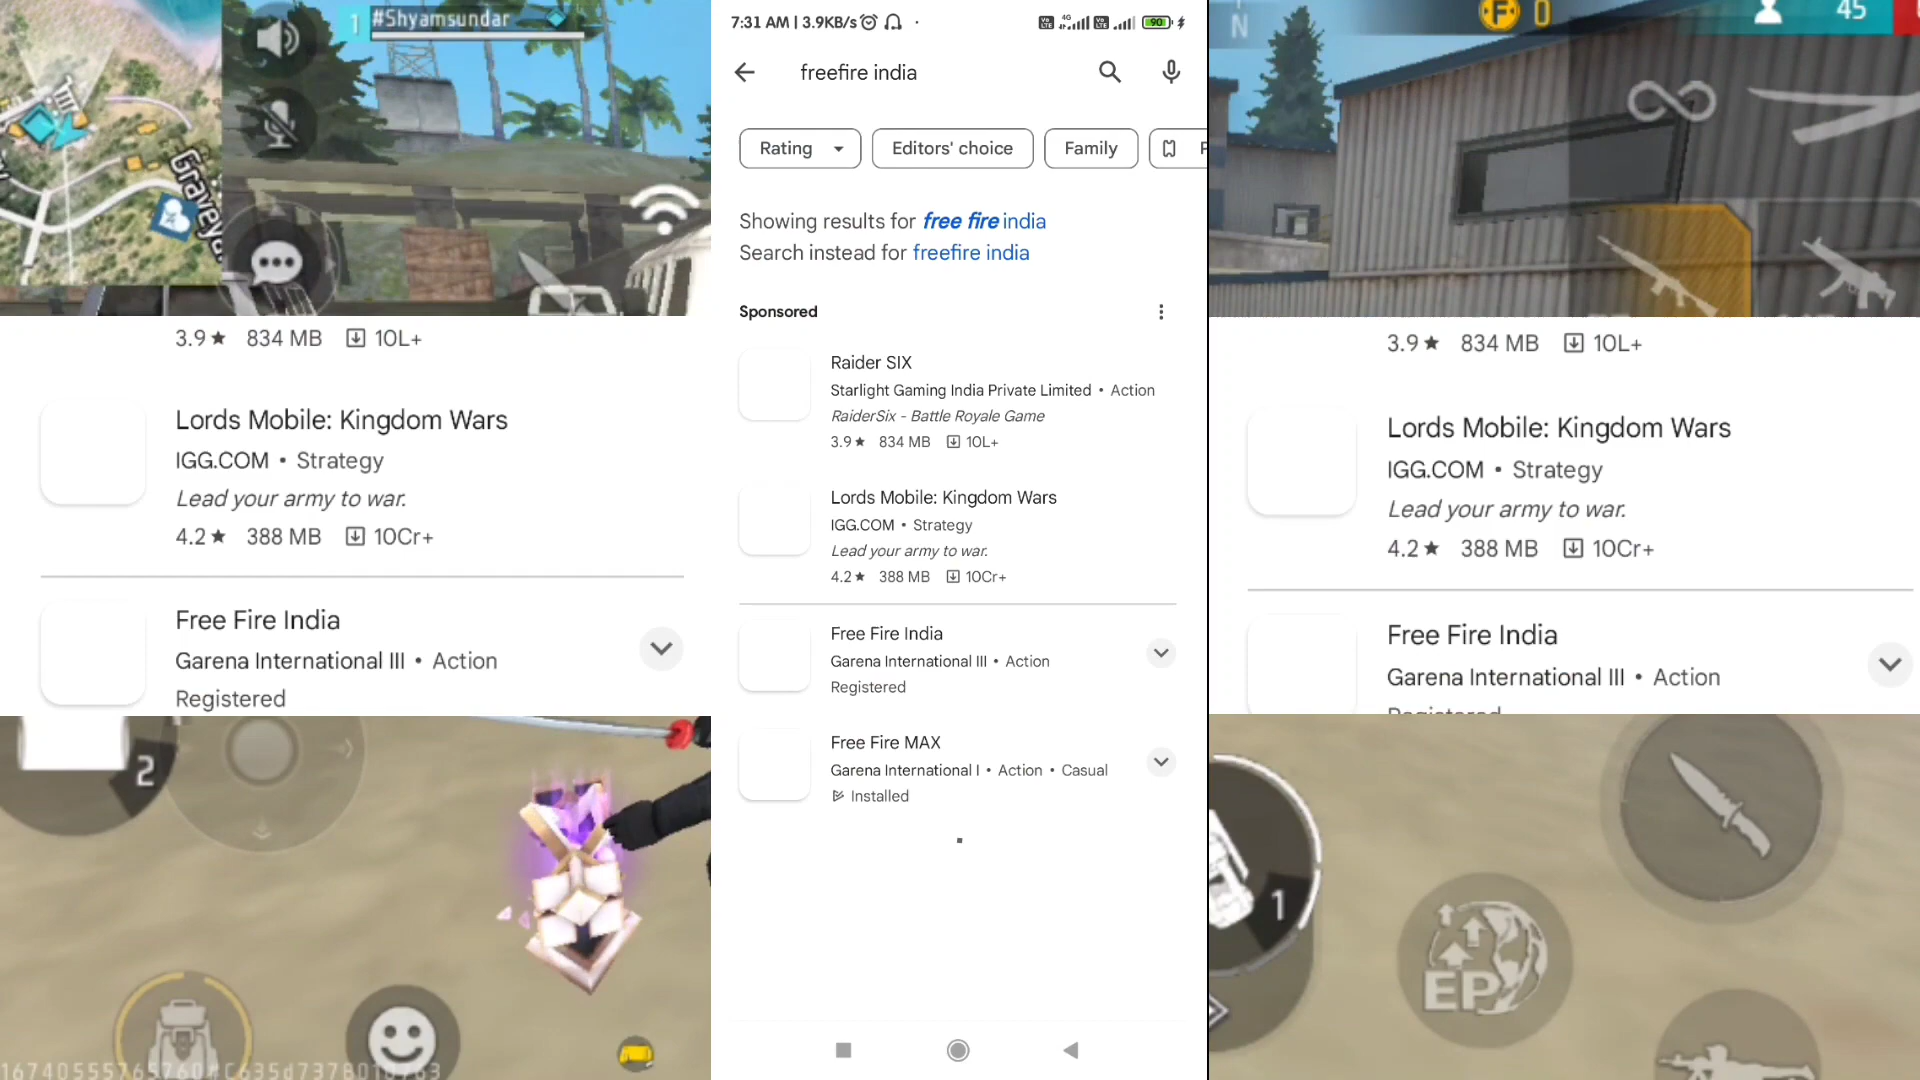 1 #Shyamsundar
3.9★ 834 MB 10L+
Lords Mobile: Kingdom Wars
IGG.COM • Strategy
Lead your army to war.
4.2★ 388 MB 10Cr+
Free Fire India
Garena International III • Action
Registered
2
7:31 AM | 3.9KB/s
4G
90
freefire india
Rating
Editors' choice
Family
Showing results for free fire india
Search instead for freefire india
Sponsored
Raider SIX
Starlight Gaming India Private Limited • Action
RaiderSix - Battle Royale Game
3.9★ 834 MB 10L+
Lords Mobile: Kingdom Wars
IGG.COM • Strategy
Lead your army to war.
4.2★ 388 MB 10Cr+
Free Fire India
Garena International III • Action
Registered
Free Fire MAX
Garena International I • Action • Casual
Installed
N
F 0
45
3.9★ 834 MB 10L+
Lords Mobile: Kingdom Wars
IGG.COM • Strategy
Lead your army to war.
4.2★ 388 MB 10Cr+
Free Fire India
Garena International III • Action
Registered
1
EP